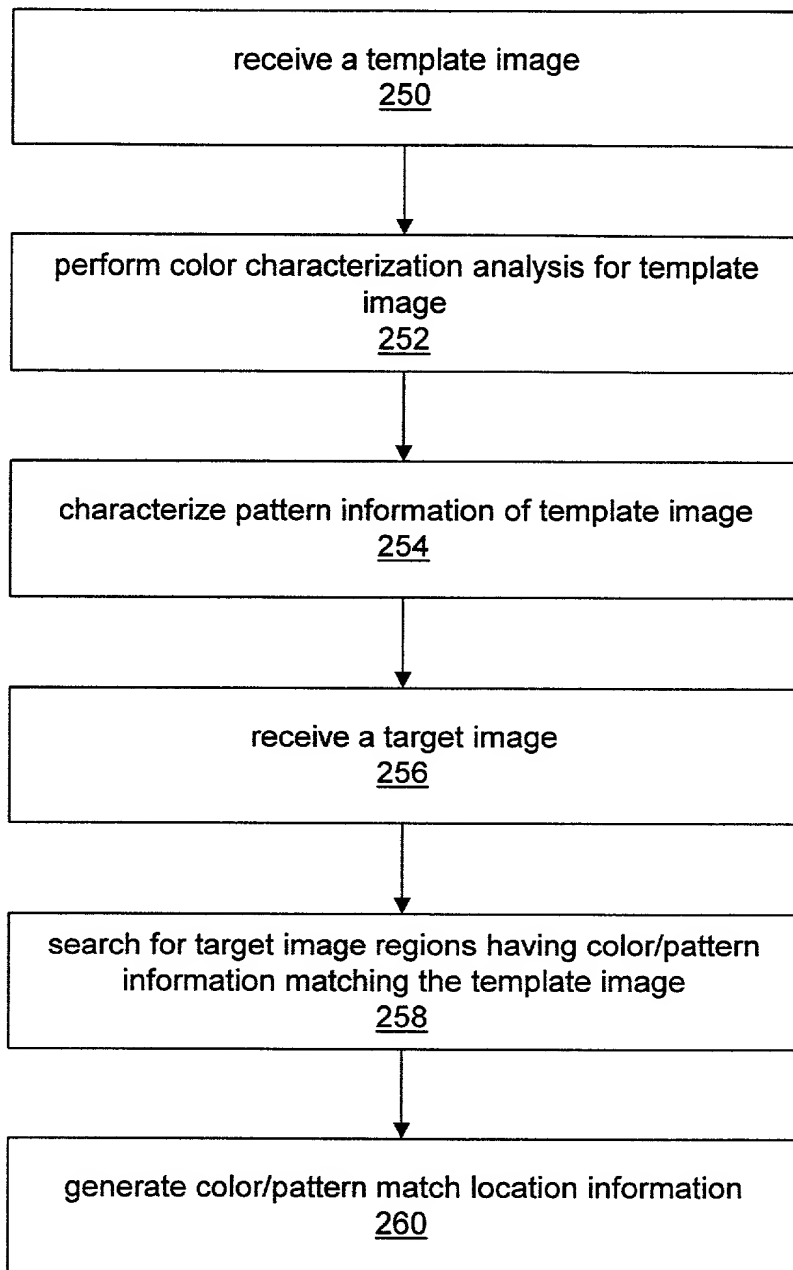 receive a template image
250
perform color characterization analysis for template
image
252
characterize pattern information of template image
254
receive a target image
256
search for target image regions having color/pattern
information matching the template image
258
generate color/pattern match location information
260